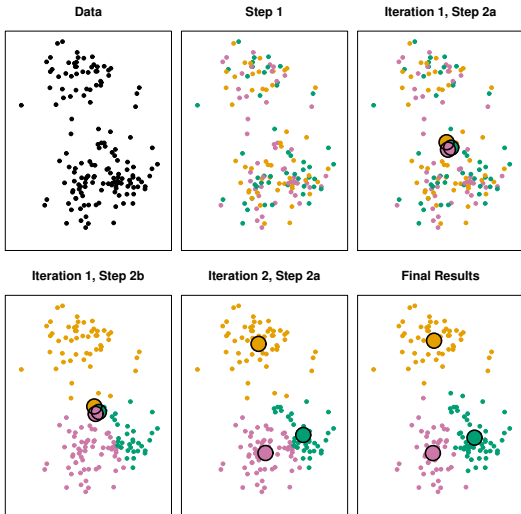 Data
Step 1
Iteration 1, Step 2a
Iteration 1, Step 2b
Iteration 2, Step 2a
Final Results